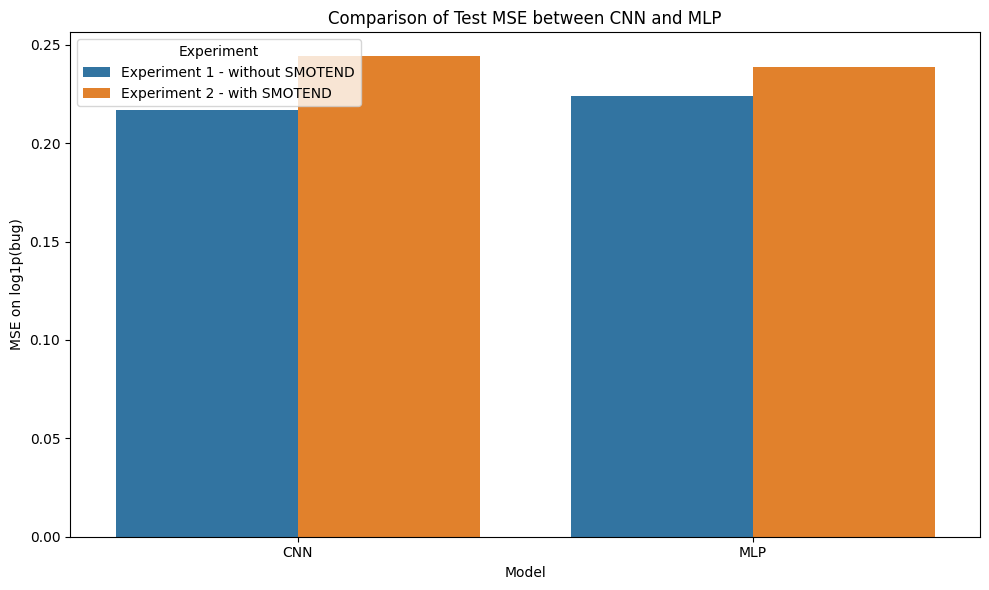 Comparison of Test MSE between CNN and MLP
Experiment
Experiment 1 - without SMOTEND
Experiment 2 - with SMOTEND
MSE on log1p(bug)
0.25
0.20
0.15
0.10
0.05
0.00
CNN
MLP
Model